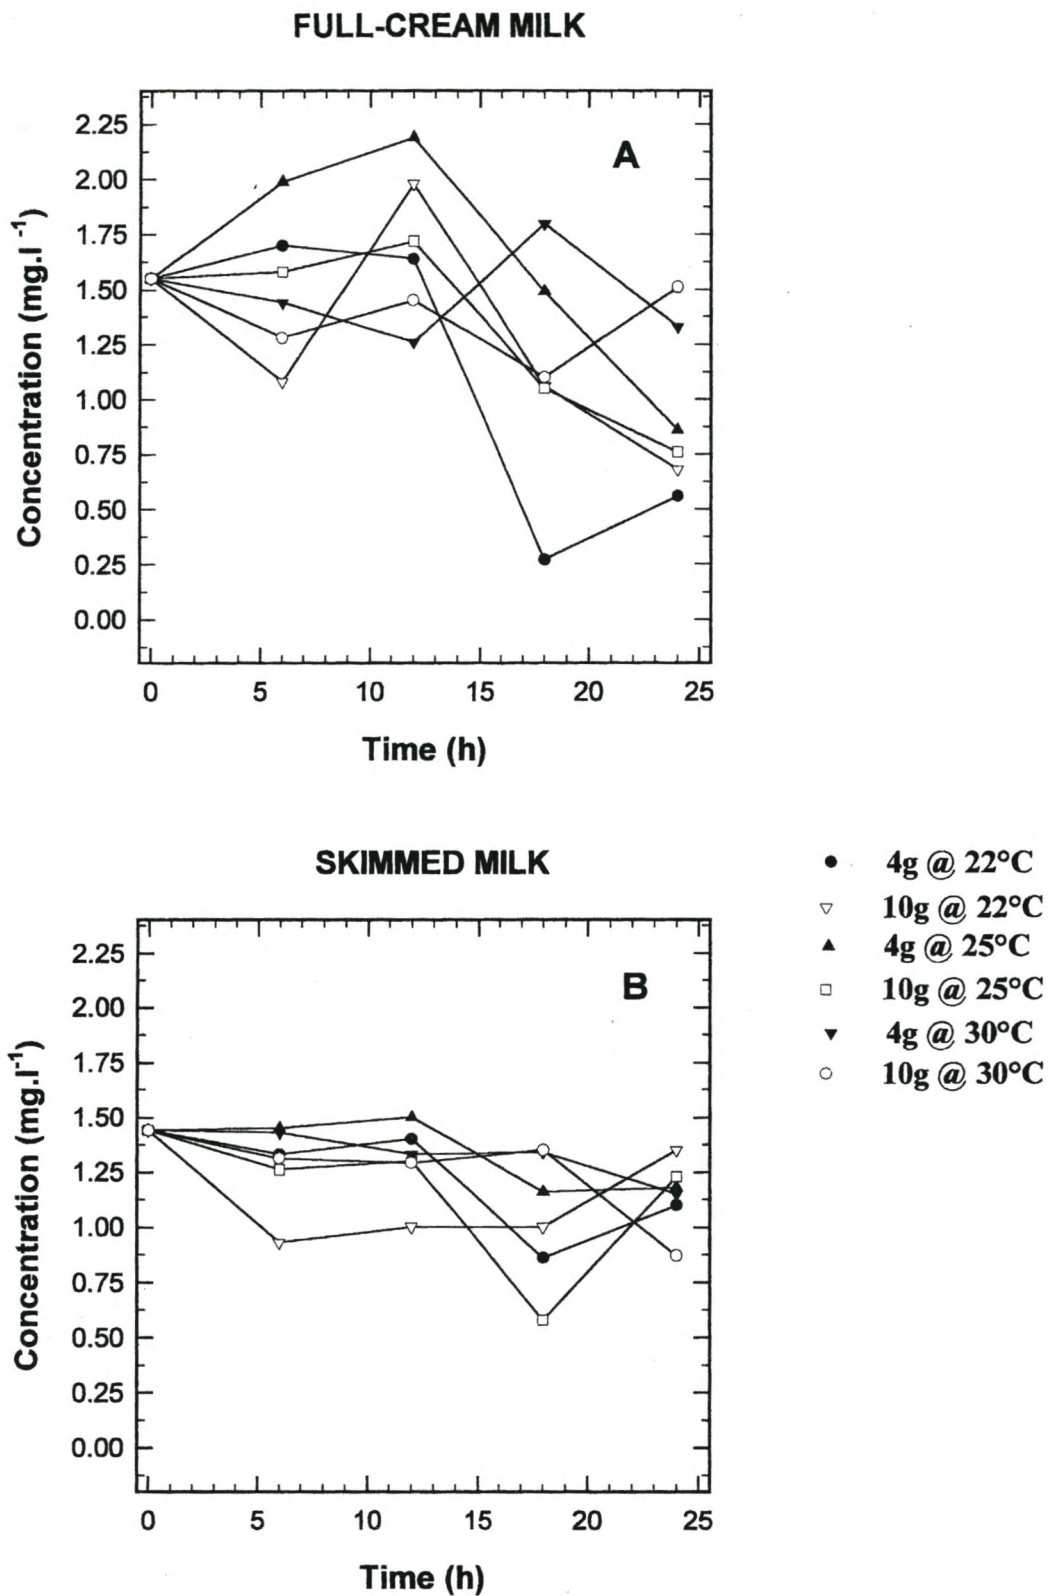 FULL-CREAM MILK
A
2.25
2.00
1.75
1.50
1.25
1.00
0.75
0.50
0.25
0.00
Concentration (mg.l⁻¹)
0 5 10 15 20 25
Time (h)
SKIMMED MILK
B
2.25
2.00
1.75
1.50
1.25
1.00
0.75
0.50
0.25
0.00
Concentration (mg.l⁻¹)
0 5 10 15 20 25
Time (h)
4g @ 22°C
10g @ 22°C
4g @ 25°C
10g @ 25°C
4g @ 30°C
10g @ 30°C